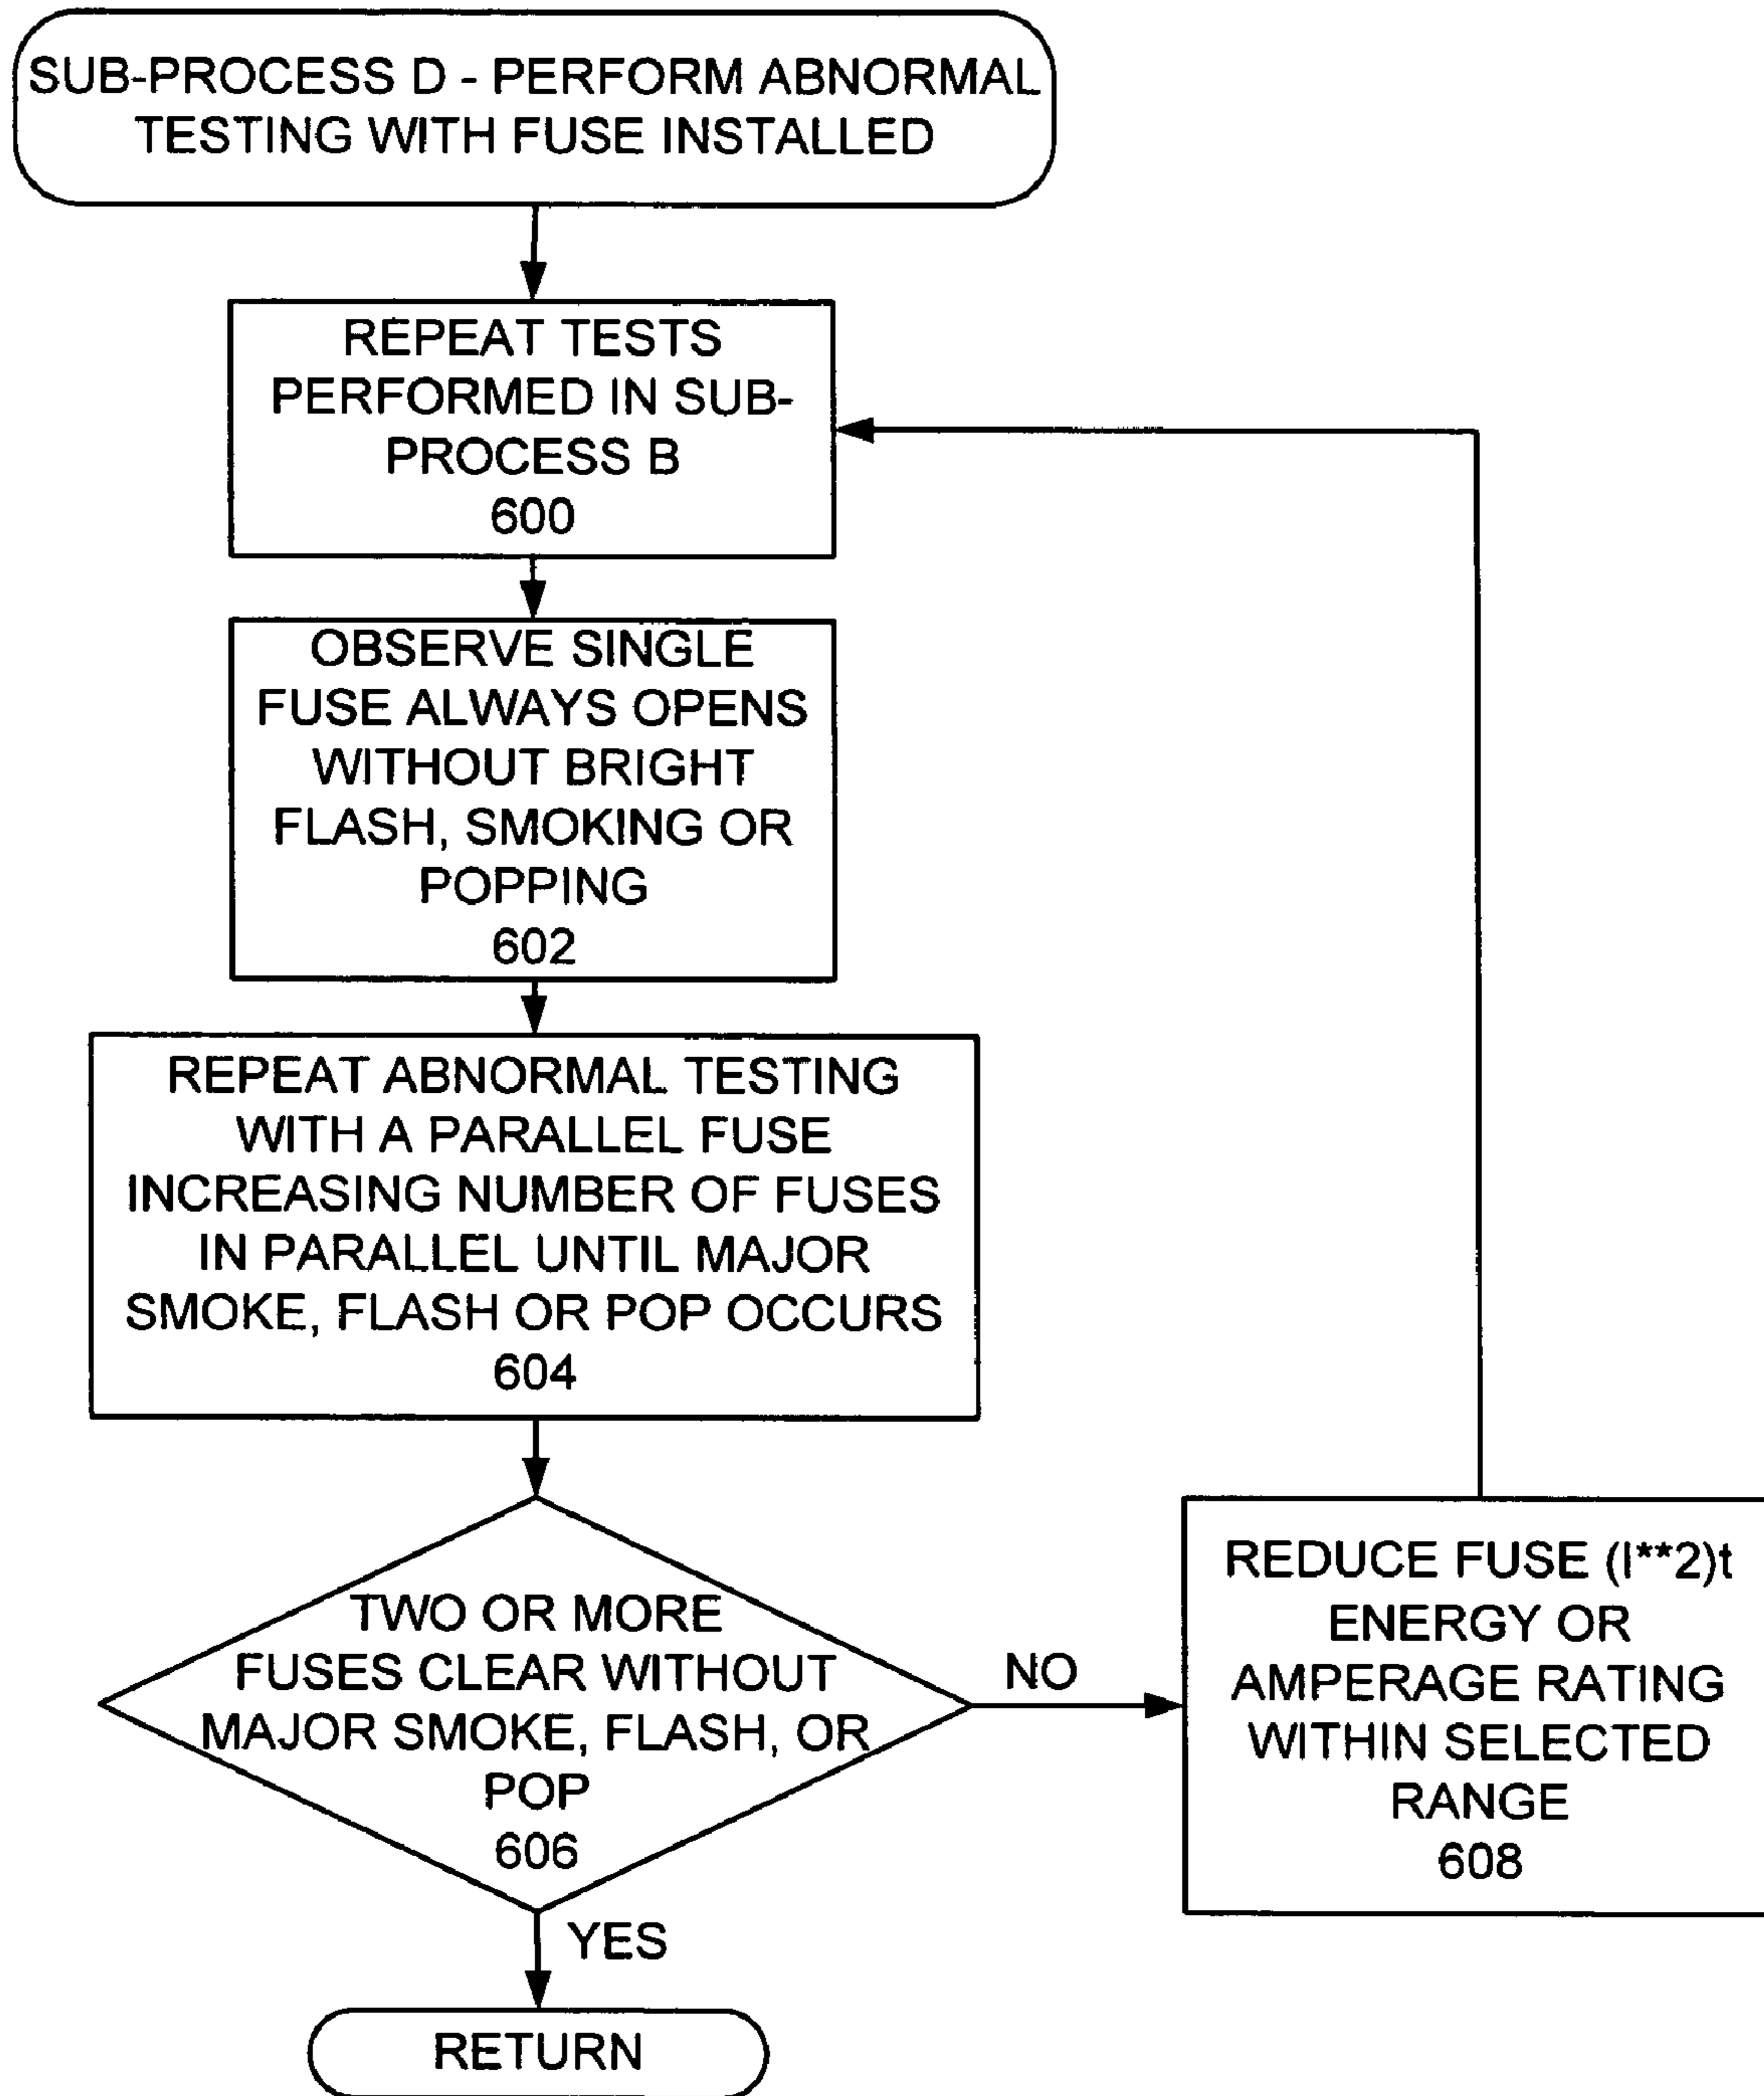 SUB-PROCESS D - PERFORM ABNORMAL
TESTING WITH FUSE INSTALLED
REPEAT TESTS
PERFORMED IN SUB-
PROCESS B
600
OBSERVE SINGLE
FUSE ALWAYS OPENS
WITHOUT BRIGHT
FLASH, SMOKING OR
POPPING
602
REPEAT ABNORMAL TESTING
WITH A PARALLEL FUSE
INCREASING NUMBER OF FUSES
IN PARALLEL UNTIL MAJOR
SMOKE, FLASH OR POP OCCURS
604
TWO OR MORE
FUSES CLEAR WITHOUT
MAJOR SMOKE, FLASH, OR
POP
606
NO
REDUCE FUSE (I**2)t
ENERGY OR
AMPERAGE RATING
WITHIN SELECTED
RANGE
608
YES
RETURN